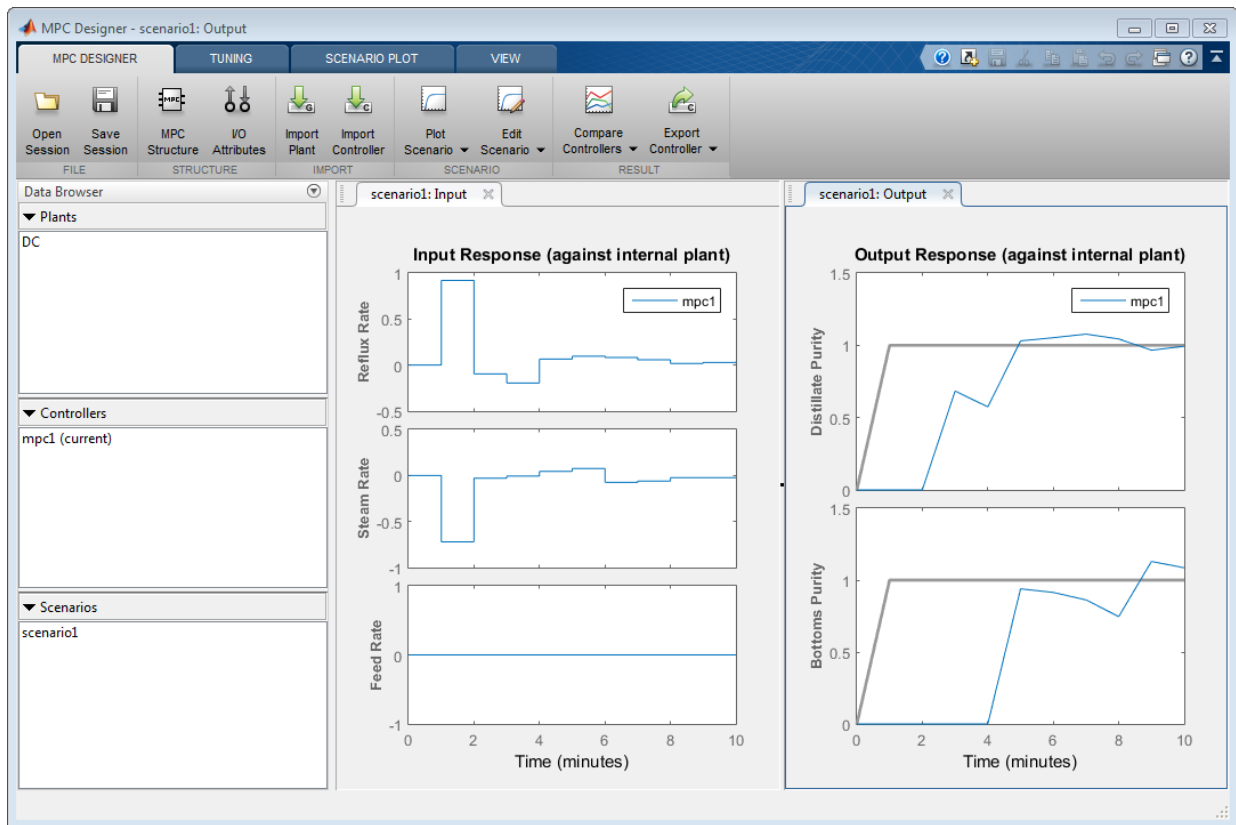 MPC Designer - scenario1: Output
MPC DESIGNER TUNING SCENARIO PLOT VIEW
Open Session
Save Session
MPC Structure
I/O Attributes
Import Plant
Import Controller
Plot Scenario
Edit Scenario
Compare Controllers
Export Controller
FILE STRUCTURE IMPORT SCENARIO RESULT
Data Browser
Plants
DC
Controllers
mpc1 (current)
Scenarios
scenario1
scenario1: Input
Input Response (against internal plant)
mpc1
Reflux Rate
1
0.5
0
-0.5
Steam Rate
0.5
0
-0.5
-1
Feed Rate
1
0
-1
0 2 4 6 8 10
Time (minutes)
scenario1: Output
Output Response (against internal plant)
mpc1
Distillate Purity
1.5
1
0.5
0
Bottoms Purity
1.5
1
0.5
0
0 2 4 6 8 10
Time (minutes)